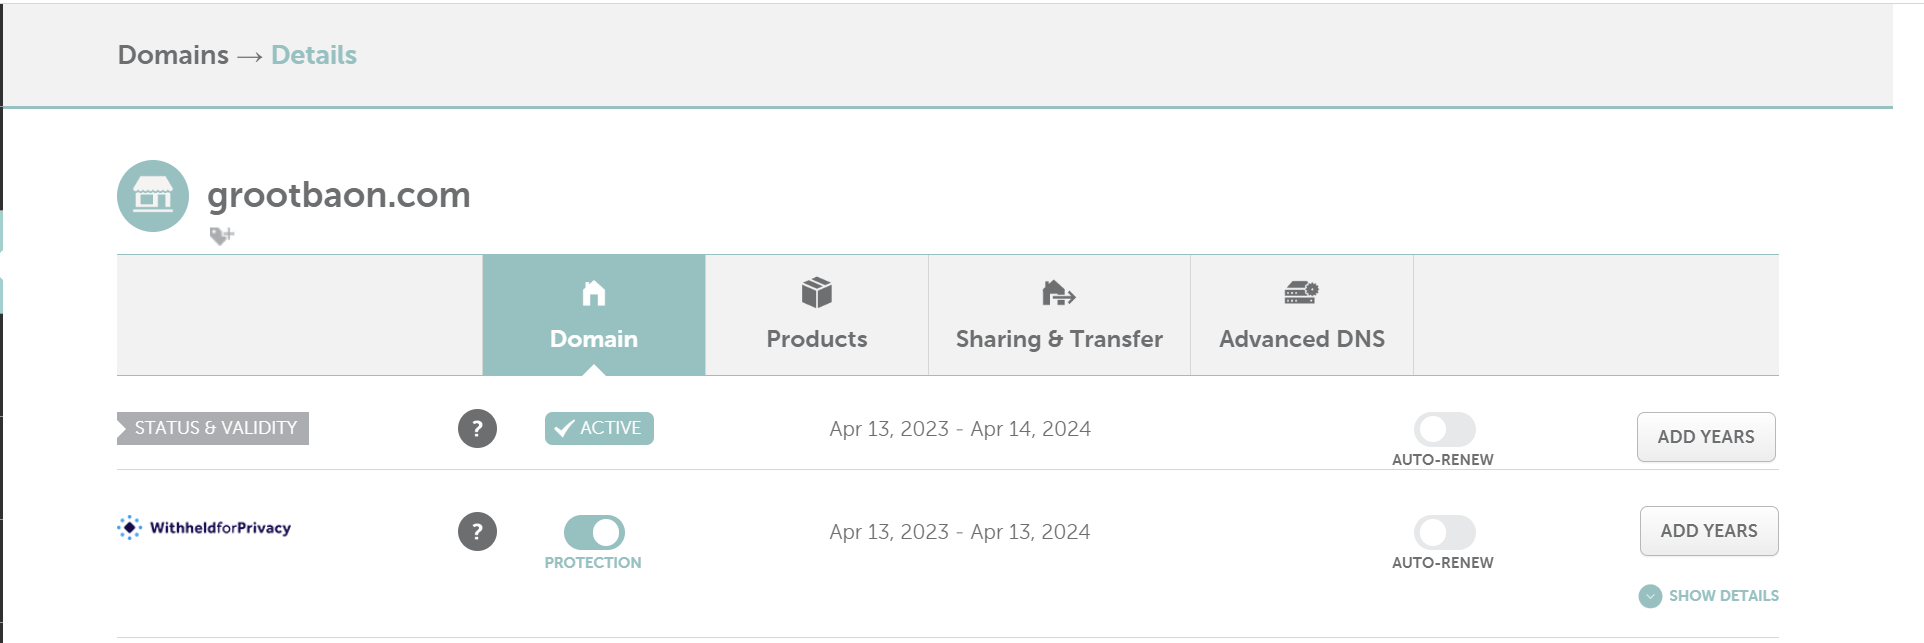 Domains → Details
grootbaon.com
Domain
Products
Sharing & Transfer
Advanced DNS
STATUS & VALIDITY
?
ACTIVE
Apr 13, 2023 - Apr 14, 2024
AUTO-RENEW
ADD YEARS
WithheldforPrivacy
?
PROTECTION
Apr 13, 2023 - Apr 13, 2024
AUTO-RENEW
ADD YEARS
SHOW DETAILS